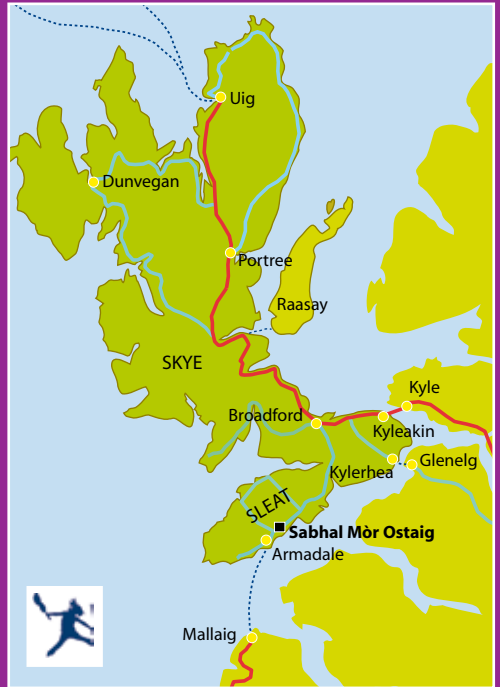 Uig
Dunvegan
Portree
Raasay
SKYE
Kyle
Broadford
Kyleakin
Kylerhea
Glenelg
SLEAT
Sabhal Mòr Ostaig
Armadale
Mallaig